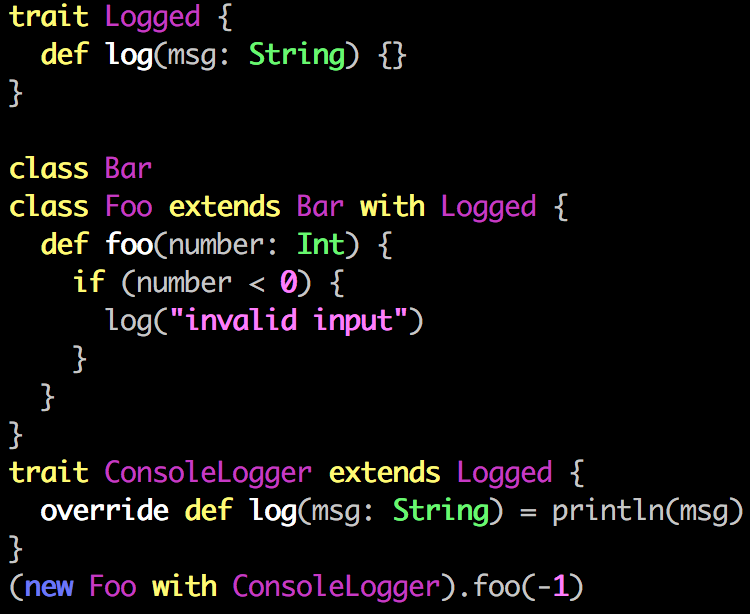 trait Logged {
  def log(msg: String) {}
}

class Bar
class Foo extends Bar with Logged {
  def foo(number: Int) {
    if (number < 0) {
      log("invalid input")
    }
  }
}
trait ConsoleLogger extends Logged {
  override def log(msg: String) = println(msg)
}
(new Foo with ConsoleLogger).foo(-1)